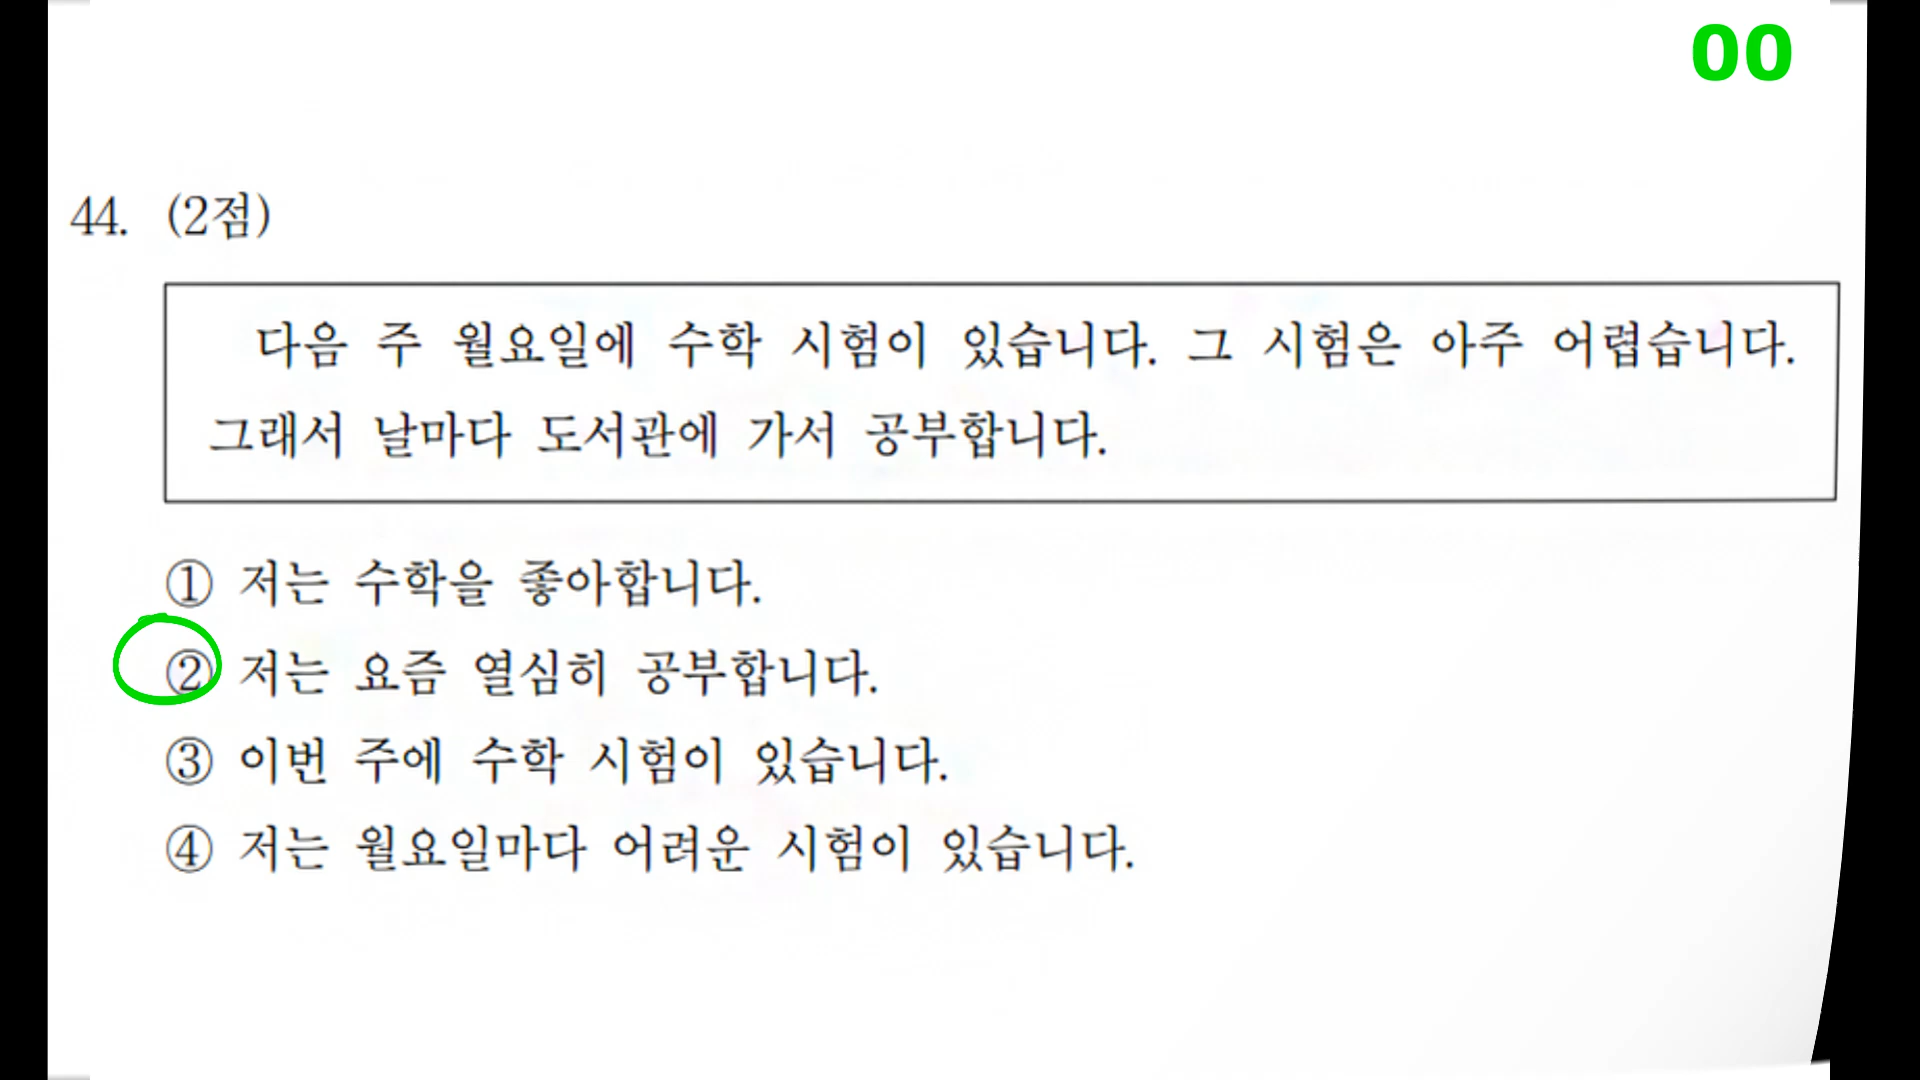 00
44. (2점)
다음 주 월요일에 수학 시험이 있습니다. 그 시험은 아주 어렵습니다.
그래서 날마다 도서관에 가서 공부합니다.
① 저는 수학을 좋아합니다.
② 저는 요즘 열심히 공부합니다.
③ 이번 주에 수학 시험이 있습니다.
④ 저는 월요일마다 어려운 시험이 있습니다.